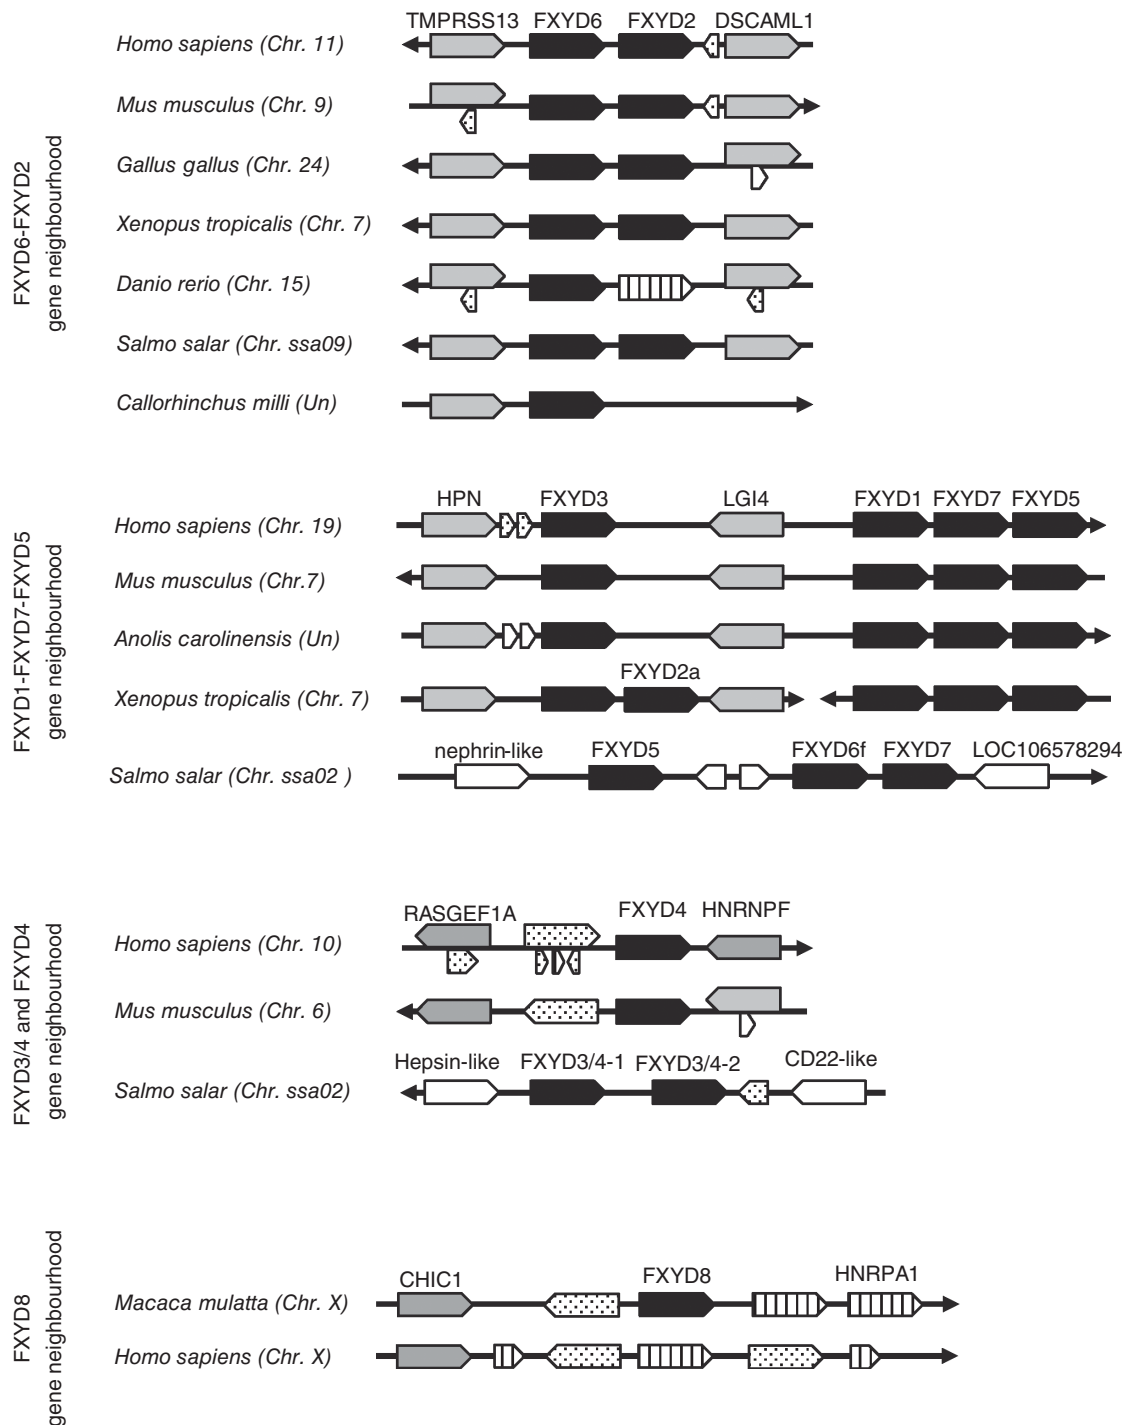 FXYD6-FXYD2
gene neighbourhood
TMPRSS13 FXYD6 FXYD2 DSCAML1
Homo sapiens (Chr. 11)
Mus musculus (Chr. 9)
Gallus gallus (Chr. 24)
Xenopus tropicalis (Chr. 7)
Danio rerio (Chr. 15)
Salmo salar (Chr. ssa09)
Callorhinchus milli (Un)
FXYD1-FXYD7-FXYD5
gene neighbourhood
HPN FXYD3 LGI4 FXYD1 FXYD7 FXYD5
Homo sapiens (Chr. 19)
Mus musculus (Chr.7)
Anolis carolinensis (Un)
FXYD2a
Xenopus tropicalis (Chr. 7)
nephrin-like FXYD5 FXYD6f FXYD7 LOC106578294
Salmo salar (Chr. ssa02 )
FXYD3/4 and FXYD4
gene neighbourhood
RASGEF1A FXYD4 HNRNPF
Homo sapiens (Chr. 10)
Mus musculus (Chr. 6)
Hepsin-like FXYD3/4-1 FXYD3/4-2 CD22-like
Salmo salar (Chr. ssa02)
FXYD8
gene neighbourhood
CHIC1 FXYD8 HNRPA1
Macaca mulatta (Chr. X)
Homo sapiens (Chr. X)